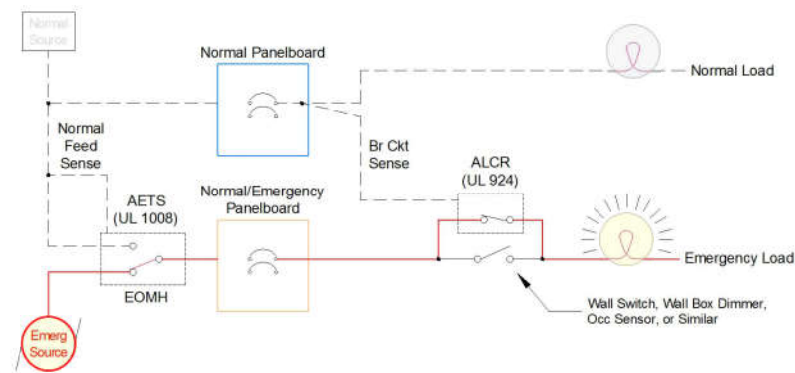 Normal
Source
Normal Panelboard
Normal Load
Normal
Feed
Sense
Br Ckt
Sense
ALCR
(UL 924)
AETS
(UL 1008)
Normal/Emergency
Panelboard
Emergency Load
EOMH
Wall Switch, Wall Box Dimmer,
Occ Sensor, or Similar
Emerg
Source